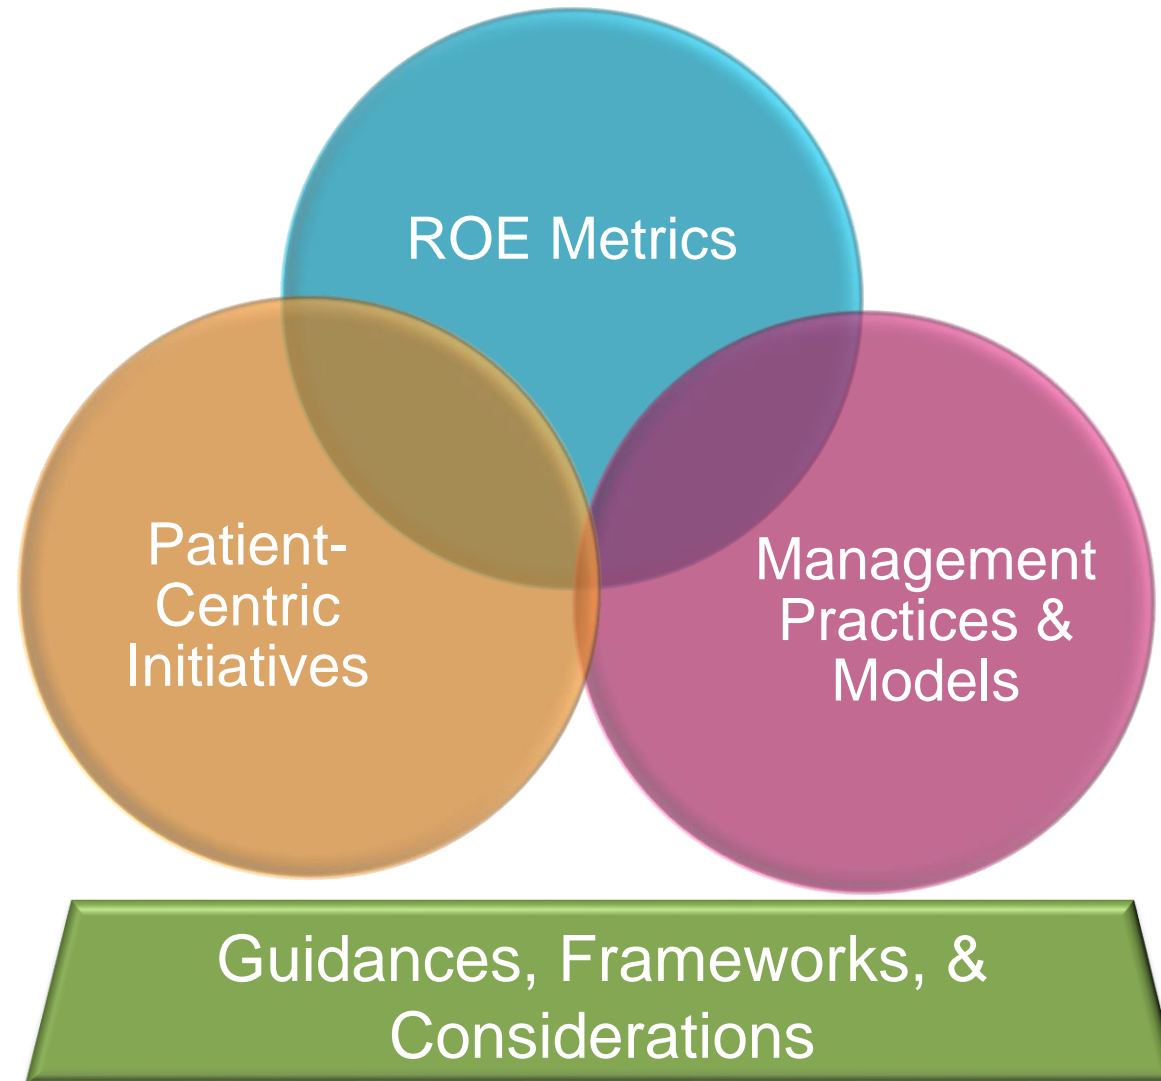 ROE Metrics
Patient-
Centric
Initiatives
Management
Practices &
Models
Guidances, Frameworks, &
Considerations